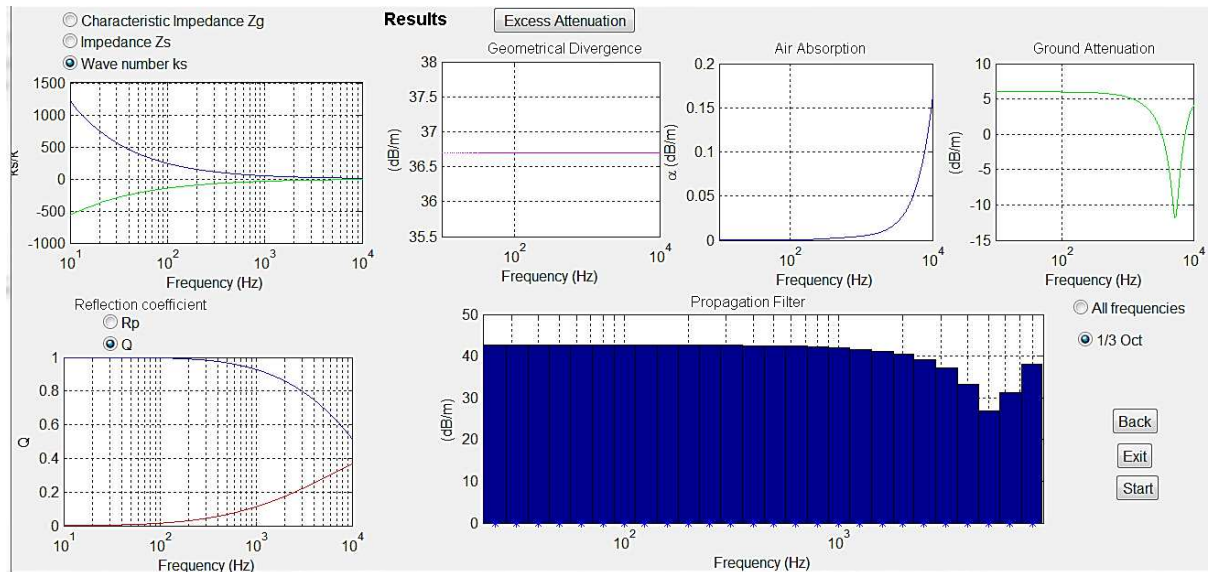 Characteristic Impedance Zg
Impedance Zs
Wave number ks
Results
Excess Attenuation
1500
1000
500
0
-500
-1000
ks/k
10^1
10^2
10^3
10^4
Frequency (Hz)
Geometrical Divergence
38
37.5
37
36.5
36
35.5
(dB/m)
10^2
10^4
Frequency (Hz)
Air Absorption
0.2
0.15
0.1
0.05
0
α (dB/m)
10^2
10^4
Frequency (Hz)
Ground Attenuation
10
5
0
-5
-10
-15
(dB/m)
10^2
10^4
Frequency (Hz)
Reflection coefficient
Rp
Q
1
0.8
0.6
0.4
0.2
0
Q
10^1
10^2
10^3
10^4
Frequency (Hz)
Propagation Filter
50
40
30
20
10
0
(dB/m)
10^2
10^3
Frequency (Hz)
All frequencies
1/3 Oct
Back
Exit
Start